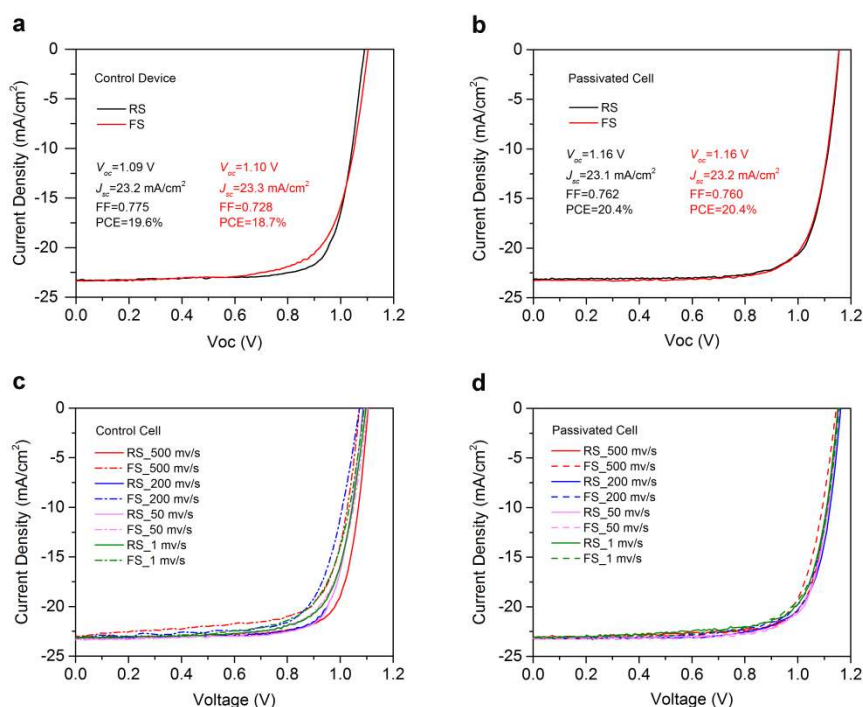 a
Control Device
RS
FS
Voc=1.09 V
Jsc=23.2 mA/cm²
FF=0.775
PCE=19.6%
Voc=1.10 V
Jsc=23.3 mA/cm²
FF=0.728
PCE=18.7%
Current Density (mA/cm²)
0
-5
-10
-15
-20
-25
0.0 0.2 0.4 0.6 0.8 1.0 1.2
Voc (V)
b
Passivated Cell
RS
FS
Voc=1.16 V
Jsc=23.1 mA/cm²
FF=0.762
PCE=20.4%
Voc=1.16 V
Jsc=23.2 mA/cm²
FF=0.760
PCE=20.4%
Current Density (mA/cm²)
0
-5
-10
-15
-20
-25
0.0 0.2 0.4 0.6 0.8 1.0 1.2
Voc (V)
c
Control Cell
RS_500 mv/s
FS_500 mv/s
RS_200 mv/s
FS_200 mv/s
RS_50 mv/s
FS_50 mv/s
RS_1 mv/s
FS_1 mv/s
Current Density (mA/cm²)
0
-5
-10
-15
-20
-25
0.0 0.2 0.4 0.6 0.8 1.0 1.2
Voltage (V)
d
Passivated Cell
RS_500 mv/s
FS_500 mv/s
RS_200 mv/s
FS_200 mv/s
RS_50 mv/s
FS_50 mv/s
RS_1 mv/s
FS_1 mv/s
Current Density (mA/cm²)
0
-5
-10
-15
-20
-25
0.0 0.2 0.4 0.6 0.8 1.0 1.2
Voltage (V)